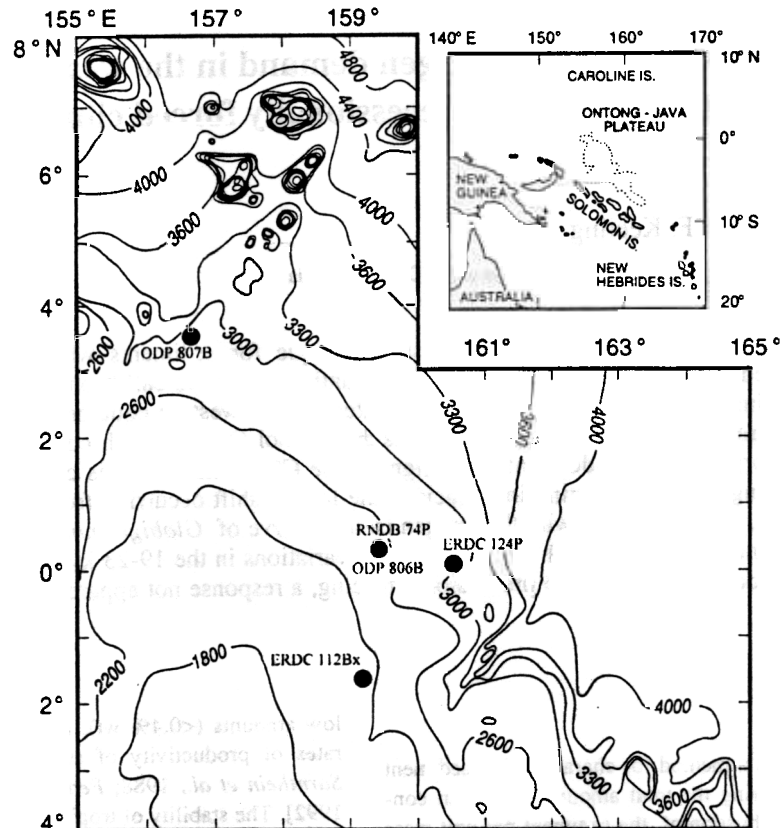 155° E 157° 159°
8° N
4800
4400
4000
4000
6°
4000
4000
3600
3600
4°
2600
ODP 807B
3000
3300
2600
3300
3600
4000
2°
RNDB 74P
ERDC 124P
ODP 806B
0°
3000
ERDC 112Bx
2200
1800
2°
4000
2600
3300
3600
4°
161° 163° 165°
140° E 150° 160° 170°
10° N
CAROLINE IS.
ONTONG - JAVA
PLATEAU
0°
NEW
GUINEA
SOLOMON IS.
10° S
NEW
HEBRIDES IS.
AUSTRALIA
20°